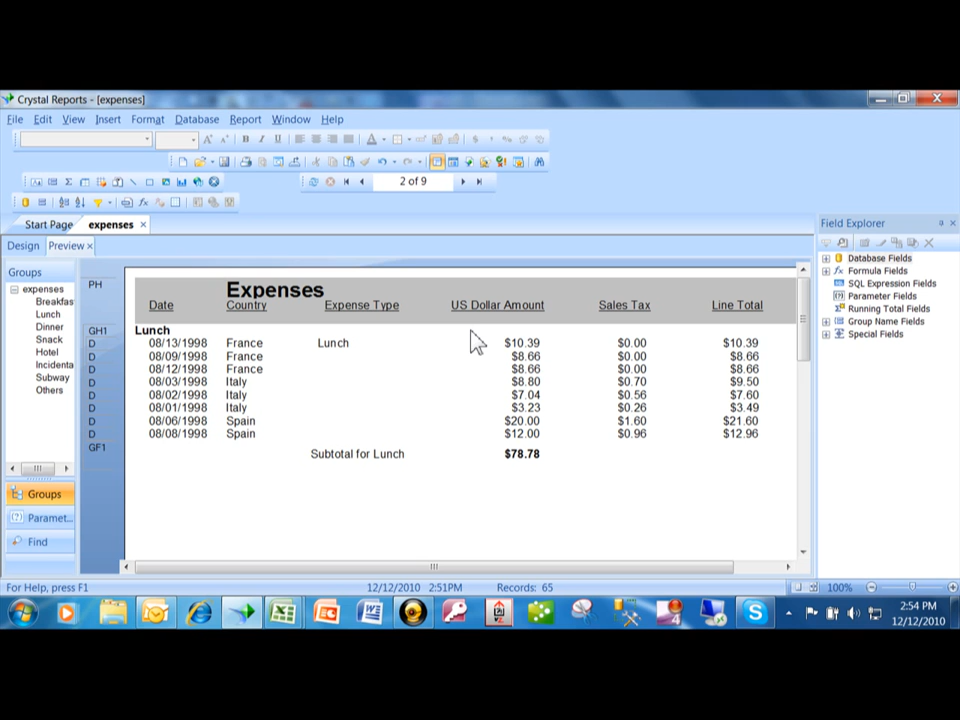 Crystal Reports - [expenses]
File Edit View Insert Format Database Report Window Help
2 of 9
Start Page expenses
Design Preview
Field Explorer
Groups
expenses
Breakfas
Lunch
Dinner
Snack
Hotel
Incidenta
Subway
Others
Groups
Paramet...
Find
PH
GH1
D
D
D
D
D
D
D
D
GF1
Expenses
Date Country Expense Type US Dollar Amount Sales Tax Line Total
Lunch
08/13/1998 France Lunch $10.39 $0.00 $10.39
08/09/1998 France $8.66 $0.00 $8.66
08/12/1998 France $8.66 $0.00 $8.66
08/03/1998 Italy $8.80 $0.70 $9.50
08/02/1998 Italy $7.04 $0.56 $7.60
08/01/1998 Italy $3.23 $0.26 $3.49
08/06/1998 Spain $20.00 $1.60 $21.60
08/08/1998 Spain $12.00 $0.96 $12.96
Subtotal for Lunch $78.78
Database Fields
Formula Fields
SQL Expression Fields
Parameter Fields
Running Total Fields
Group Name Fields
Special Fields
For Help, press F1 12/12/2010 2:51PM Records: 65 100%
2:54 PM
12/12/2010